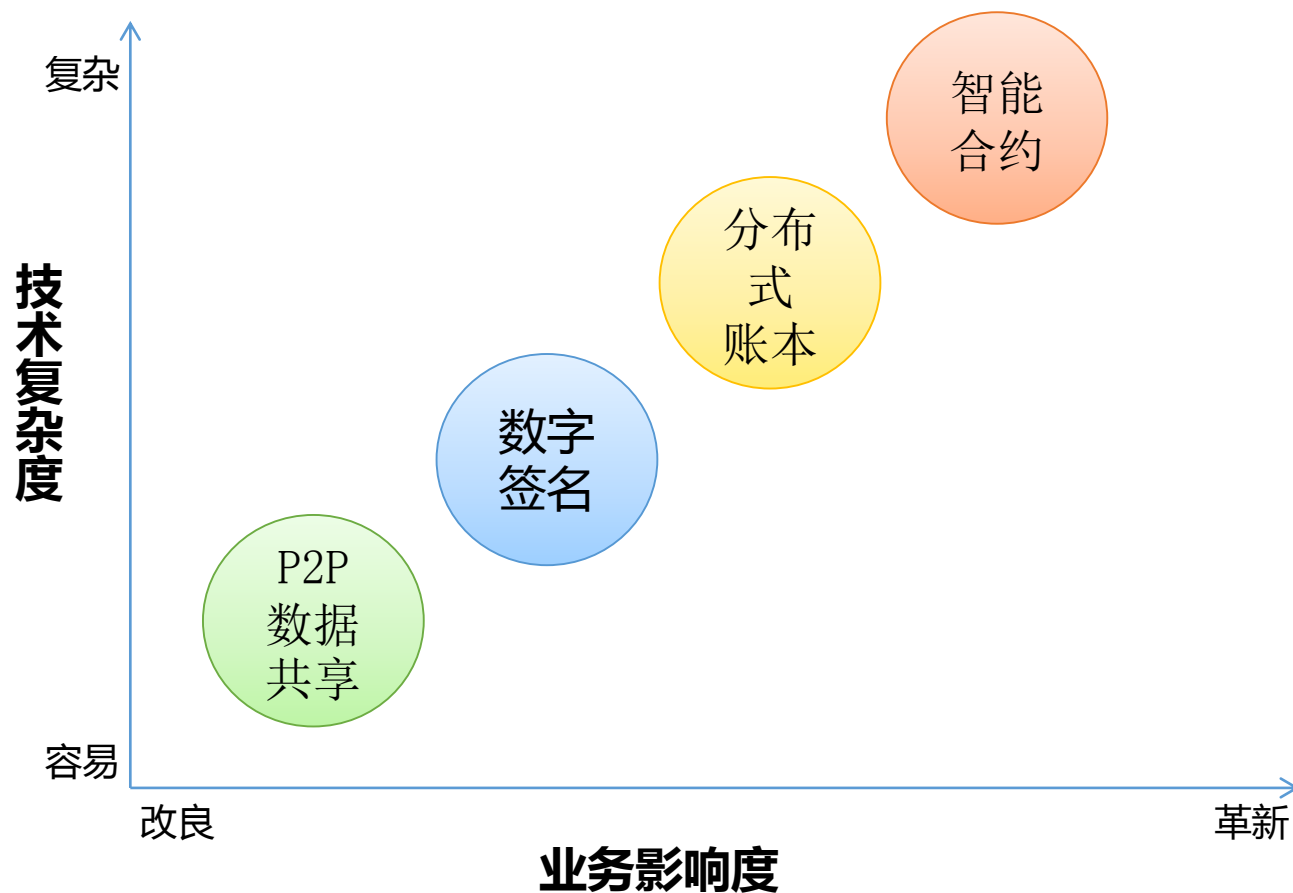 复杂
智能
合约
分布
式
账本
技
术
复
杂
度
数字
签名
P2P
数据
共享
容易
改良
革新
业务影响度